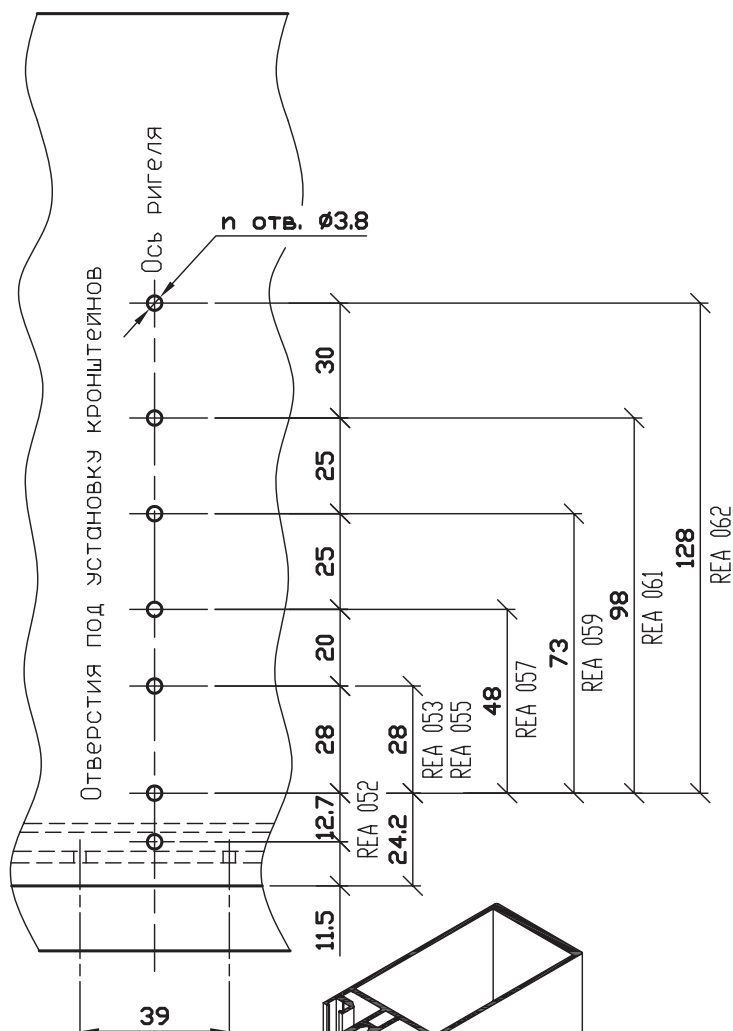 Ось ригеля
Отверстия под установку кронштейнов
n отв. Ø3.8
30
25
25
20
28
12.7
11.5
REA 052
28
24.2
REA 053
REA 055
48
REA 057
73
REA 059
98
REA 061
128
REA 062
39